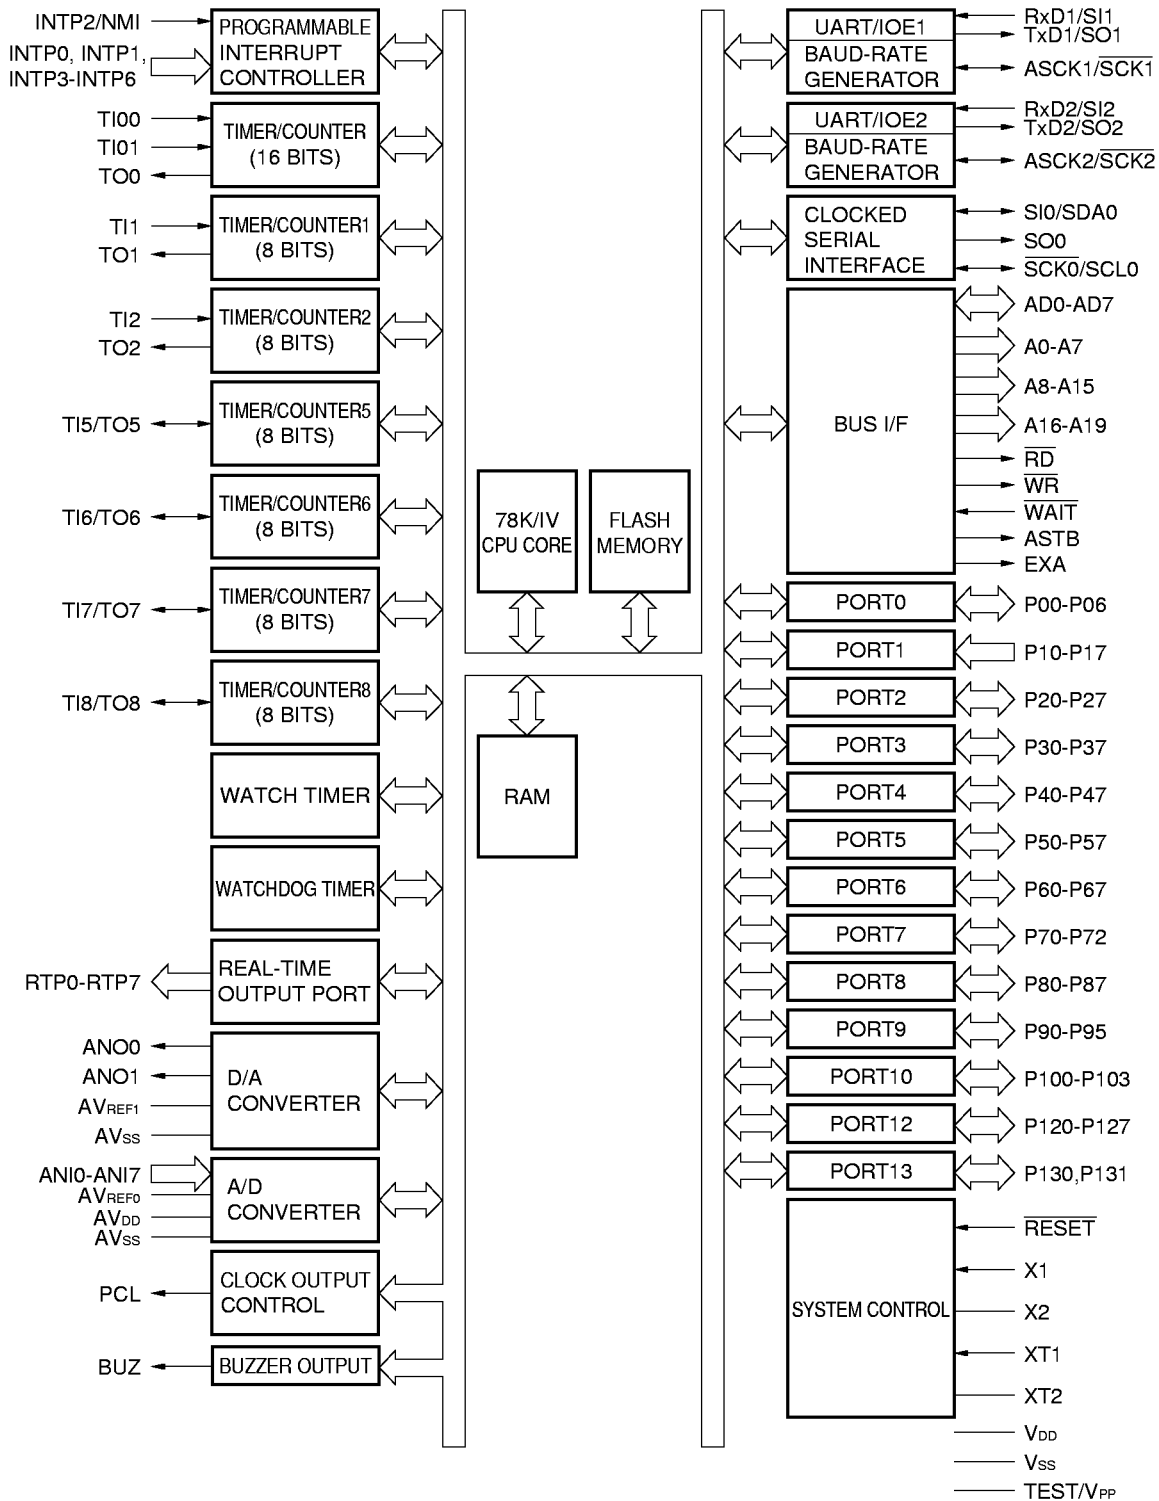 INTP2/NMI
INTP0, INTP1,
INTP3-INTP6
PROGRAMMABLE
INTERRUPT
CONTROLLER
TI00
TI01
TO0
TIMER/COUNTER
(16 BITS)
TI1
TO1
TIMER/COUNTER1
(8 BITS)
TI2
TO2
TIMER/COUNTER2
(8 BITS)
TI5/TO5
TIMER/COUNTER5
(8 BITS)
TI6/TO6
TIMER/COUNTER6
(8 BITS)
TI7/TO7
TIMER/COUNTER7
(8 BITS)
TI8/TO8
TIMER/COUNTER8
(8 BITS)
WATCH TIMER
WATCHDOG TIMER
RTP0-RTP7
REAL-TIME
OUTPUT PORT
ANO0
ANO1
AVREF1
AVSS
D/A
CONVERTER
ANI0-ANI7
AVREF0
AVDD
AVSS
A/D
CONVERTER
PCL
CLOCK OUTPUT
CONTROL
BUZ
BUZZER OUTPUT
78K/IV
CPU CORE
FLASH
MEMORY
RAM
UART/IOE1
BAUD-RATE
GENERATOR
RxD1/SI1
TxD1/SO1
ASCK1/SCK1
UART/IOE2
BAUD-RATE
GENERATOR
RxD2/SI2
TxD2/SO2
ASCK2/SCK2
CLOCKED
SERIAL
INTERFACE
SI0/SDA0
SO0
SCK0/SCL0
BUS I/F
AD0-AD7
A0-A7
A8-A15
A16-A19
RD
WR
WAIT
ASTB
EXA
PORT0
P00-P06
PORT1
P10-P17
PORT2
P20-P27
PORT3
P30-P37
PORT4
P40-P47
PORT5
P50-P57
PORT6
P60-P67
PORT7
P70-P72
PORT8
P80-P87
PORT9
P90-P95
PORT10
P100-P103
PORT12
P120-P127
PORT13
P130,P131
SYSTEM CONTROL
RESET
X1
X2
XT1
XT2
VDD
VSS
TEST/VPP